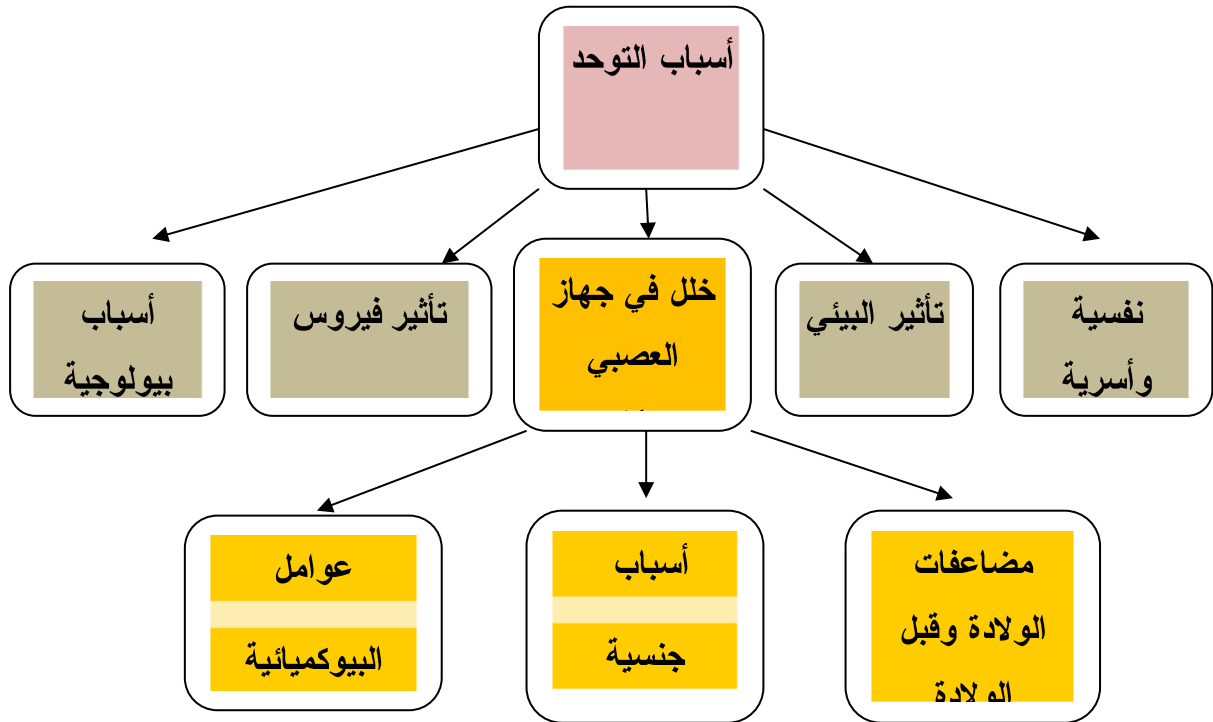 أسباب التوحد
نفسية
وأسرية
تأثير البيئي
خلل في جهاز
العصبي
تأثير فيروس
أسباب
بيولوجية
مضاعفات
الولادة وقبل
الولادة
أسباب
جنسية
عوامل
البيوكميائية